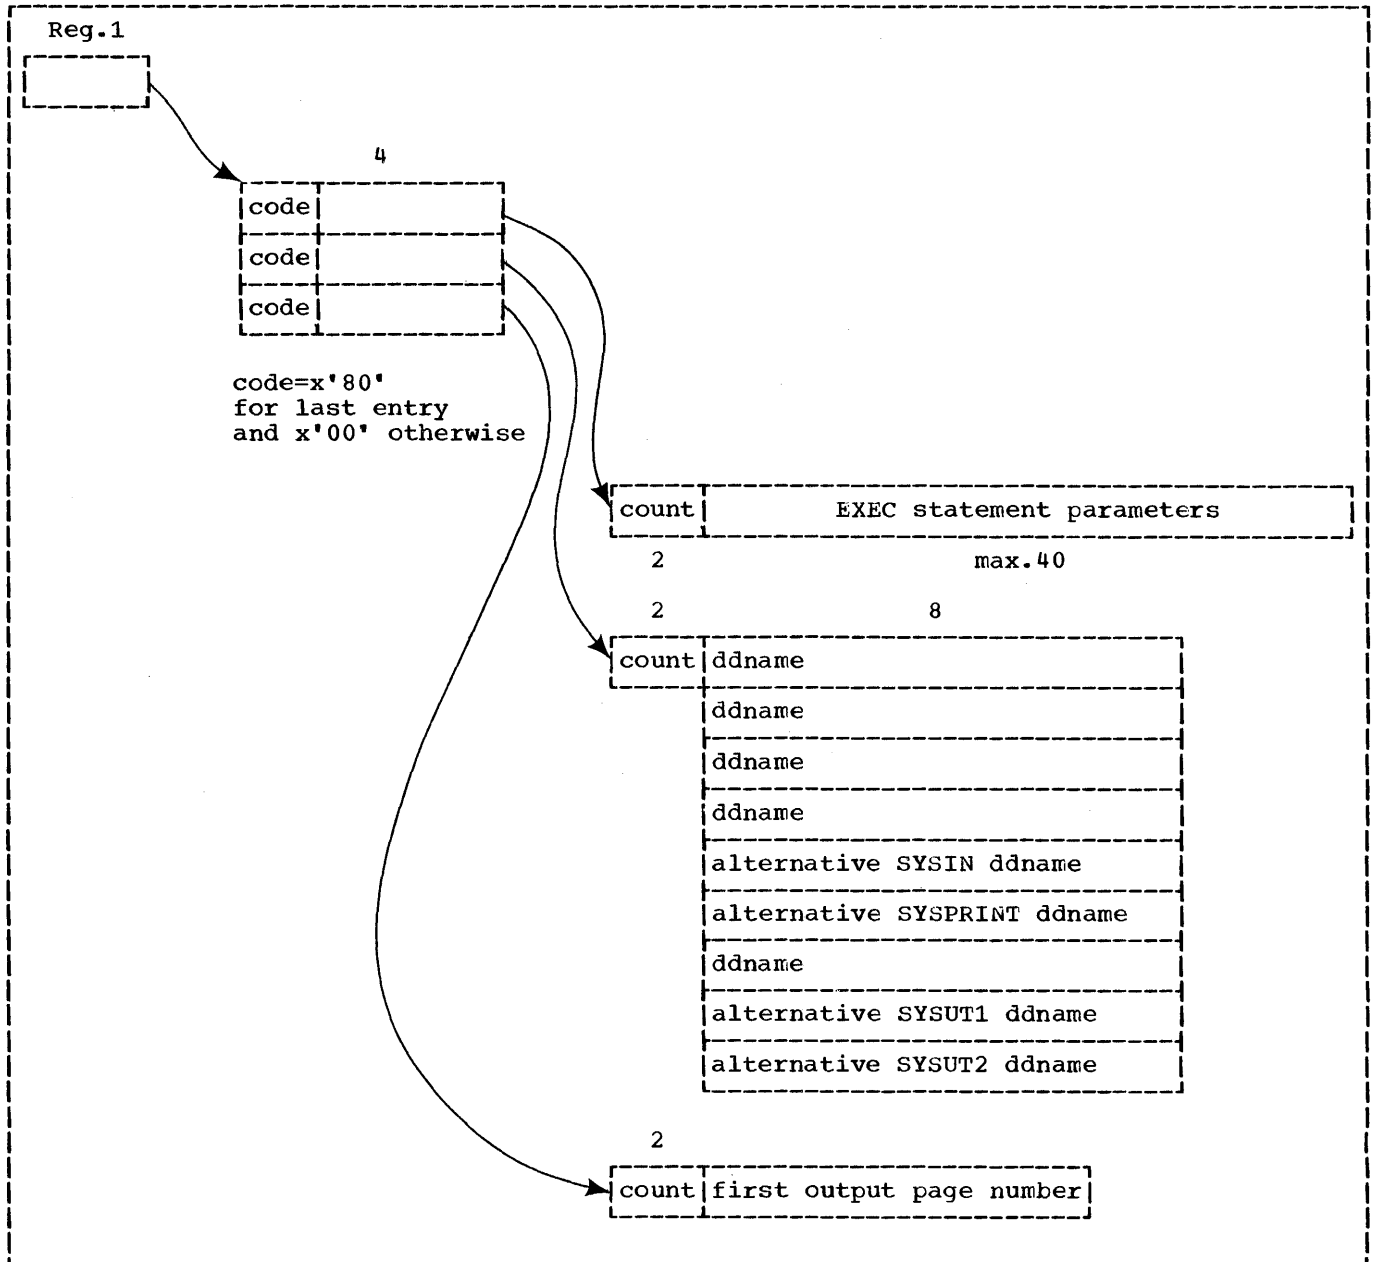 Reg.1
4
code
code
code
code=x'80'
for last entry
and x'00' otherwise
count EXEC statement parameters
2 max.40
2 8
count ddname
ddname
ddname
ddname
alternative SYSIN ddname
alternative SYSPRINT ddname
ddname
alternative SYSUT1 ddname
alternative SYSUT2 ddname
2
count first output page number